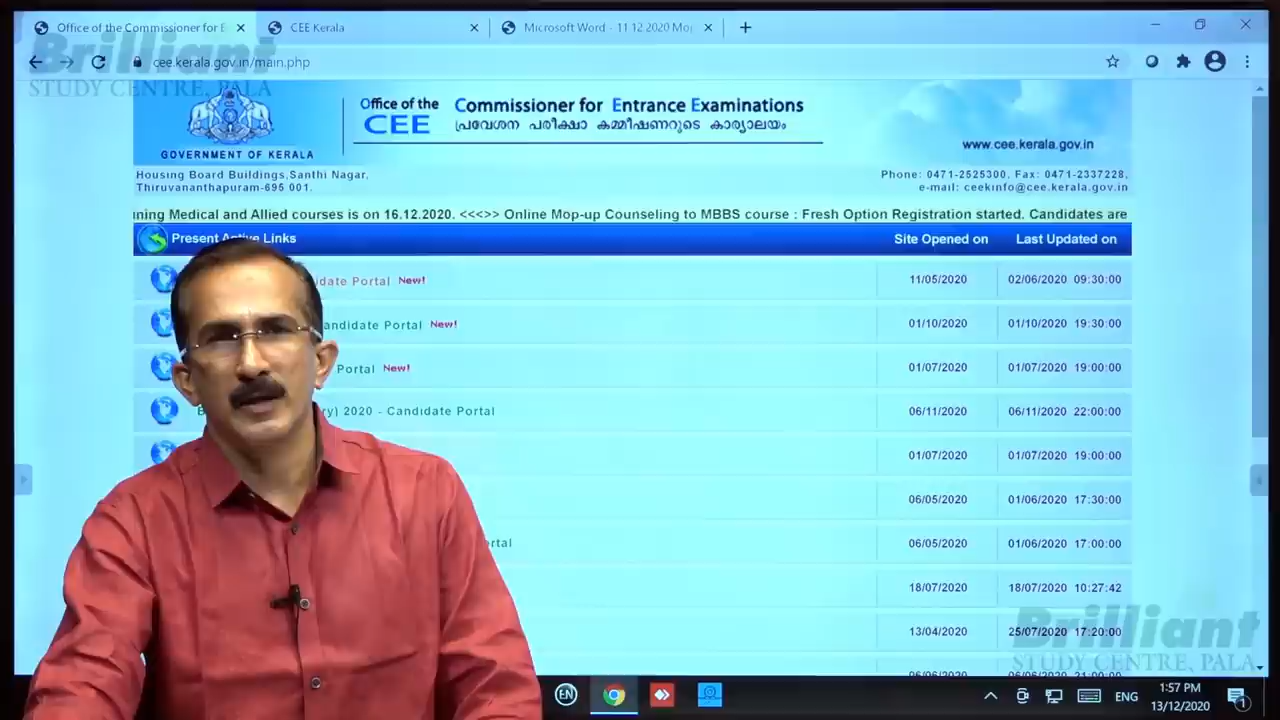 Office of the Commissioner for E
CEE Kerala
Microsoft Word - 11 12 2020 Mop
Brilliant
STUDY CENTRE, PALA
cee.kerala.gov.in/main.php
Office of the
CEE
Commissioner for Entrance Examinations
പ്രവേശന പരീക്ഷാ കമ്മീഷണറുടെ കാര്യാലയം
GOVERNMENT OF KERALA
www.cee.kerala.gov.in
Housing Board Buildings,Santhi Nagar,
Thiruvananthapuram-695 001.
Phone: 0471-2525300, Fax: 0471-2337228,
e-mail: ceekinfo@cee.kerala.gov.in
ning Medical and Allied courses is on 16.12.2020. <<<>> Online Mop-up Counseling to MBBS course : Fresh Option Registration started. Candidates are
Present Active Links Site Opened on Last Updated on
idate Portal New! 11/05/2020 02/06/2020 09:30:00
andidate Portal New! 01/10/2020 01/10/2020 19:30:00
Portal New! 01/07/2020 01/07/2020 19:00:00
ry) 2020 - Candidate Portal 06/11/2020 06/11/2020 22:00:00
01/07/2020 01/07/2020 19:00:00
06/05/2020 01/06/2020 17:30:00
ortal 06/05/2020 01/06/2020 17:00:00
18/07/2020 18/07/2020 10:27:42
13/04/2020 25/07/2020 17:20:00
Brilliant
STUDY CENTRE, PALA
EN
ENG
1:57 PM
13/12/2020
1